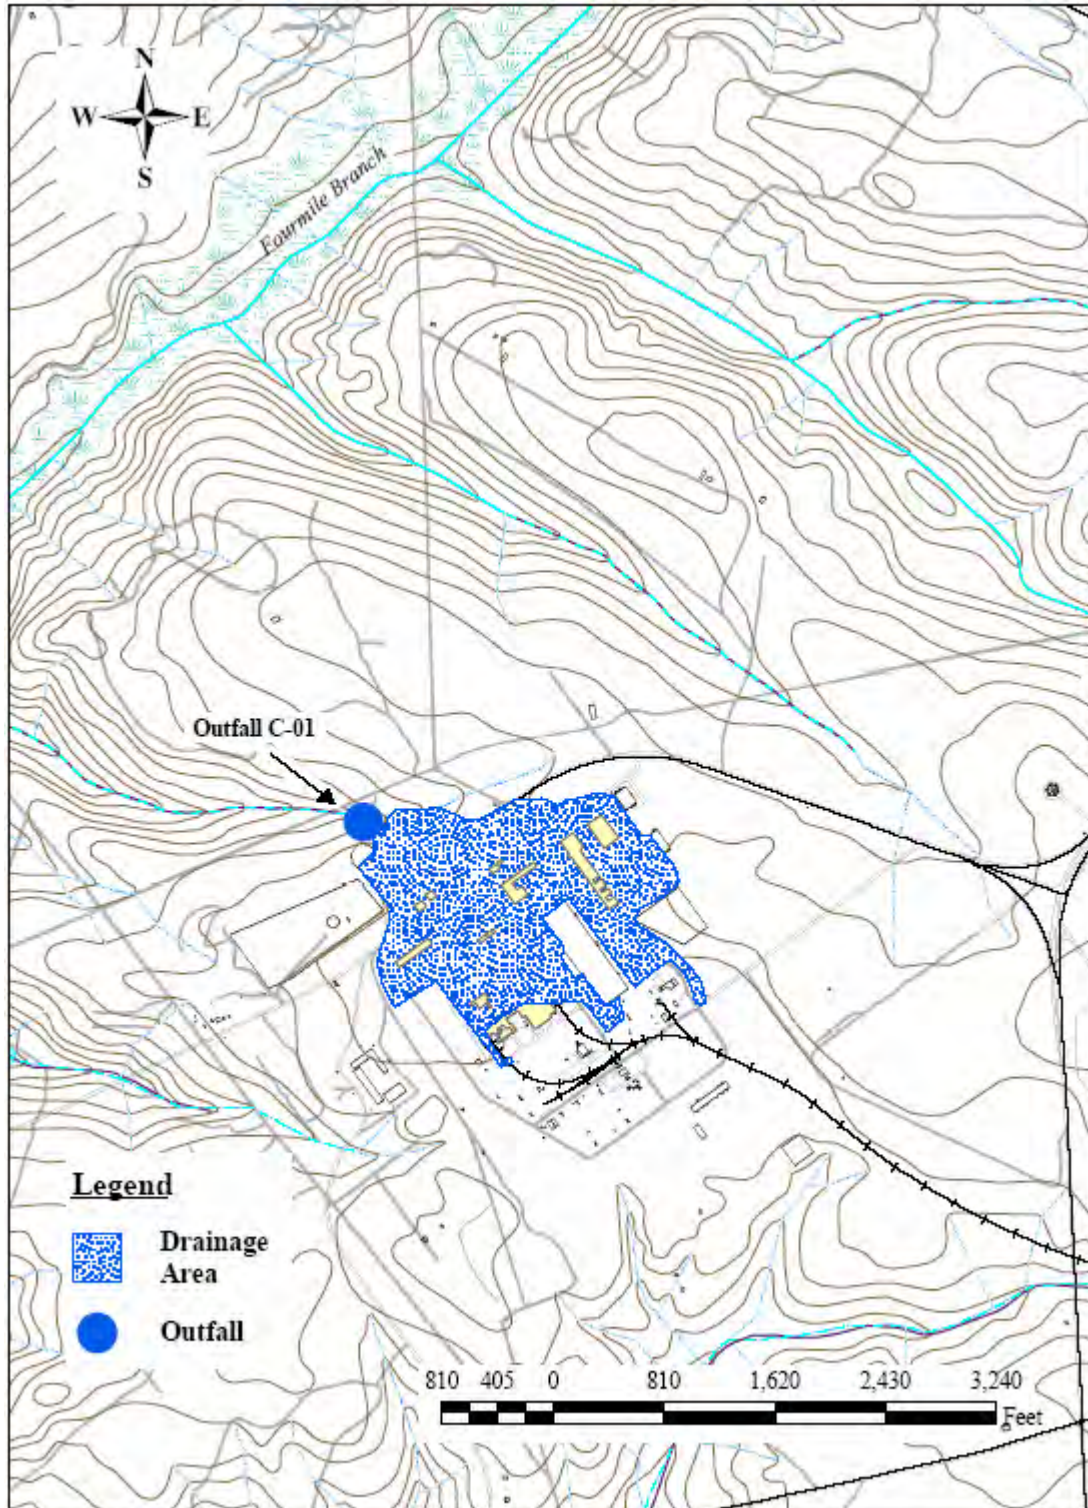 N
W E
S
Fourmile Branch
Outfall C-01
Legend
Drainage
Area
Outfall
810 405 0 810 1,620 2,430 3,240
Feet